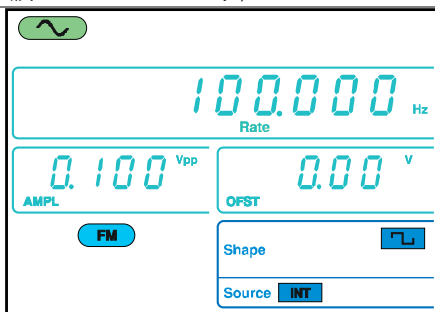 100.000 Hz
Rate
0.100 Vpp
AMPL
0.00 V
OFST
FM
Shape
Source INT